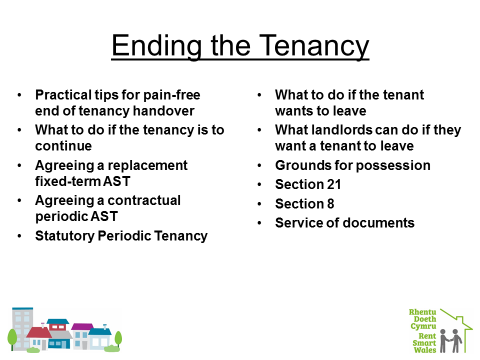 Ending the Tenancy
• Practical tips for pain-free
end of tenancy handover
• What to do if the tenancy is to
continue
• Agreeing a replacement
fixed-term AST
• Agreeing a contractual
periodic AST
• Statutory Periodic Tenancy
• What to do if the tenant
wants to leave
• What landlords can do if they
want a tenant to leave
• Grounds for possession
• Section 21
• Section 8
• Service of documents
Rhentu
Doeth
Cymru
Rent
Smart
Wales